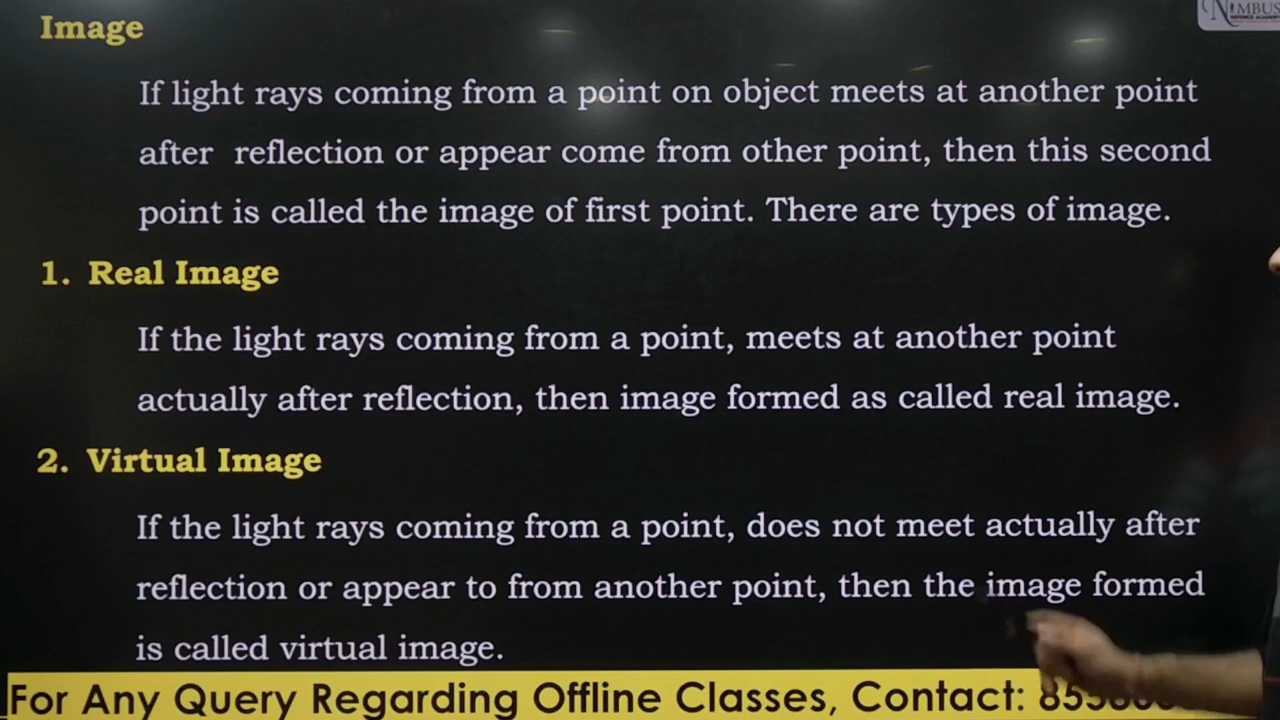 Image
NIMBUS
DEFENCE ACADEMY
If light rays coming from a point on object meets at another point
after reflection or appear come from other point, then this second
point is called the image of first point. There are types of image.
1. Real Image
If the light rays coming from a point, meets at another point
actually after reflection, then image formed as called real image.
2. Virtual Image
If the light rays coming from a point, does not meet actually after
reflection or appear to from another point, then the image formed
is called virtual image.
For Any Query Regarding Offline Classes, Contact: